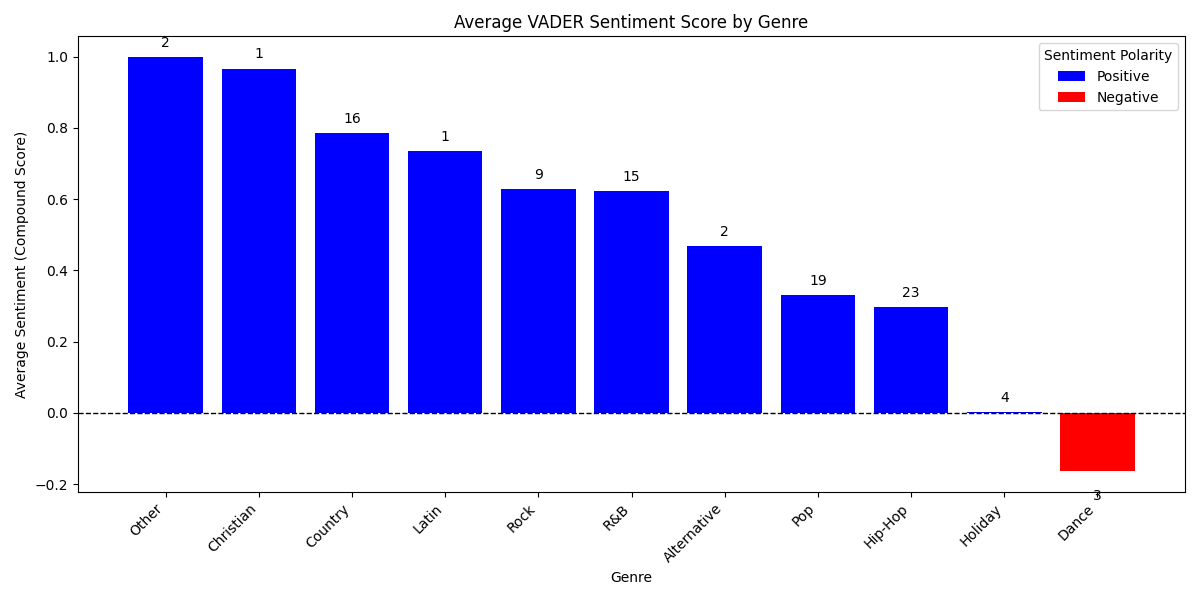 Average VADER Sentiment Score by Genre
Sentiment Polarity
Positive
Negative
Average Sentiment (Compound Score)
1.0
0.8
0.6
0.4
0.2
0.0
−0.2
2
1
16
1
9
15
2
19
23
4
3
Other
Christian
Country
Latin
Rock
R&B
Alternative
Pop
Hip-Hop
Holiday
Dance
Genre